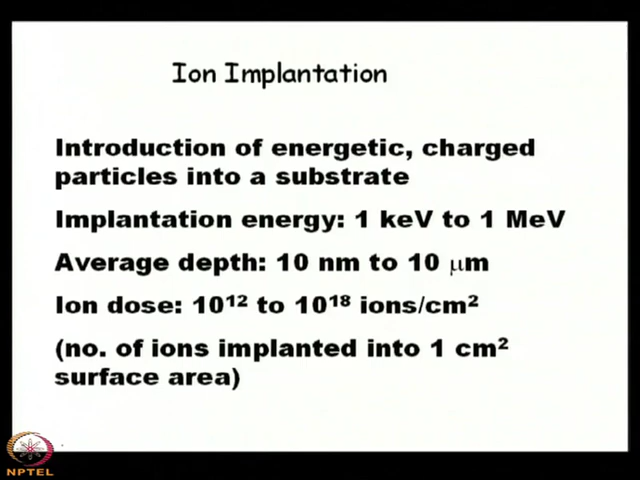 Ion Implantation
Introduction of energetic, charged
particles into a substrate
Implantation energy: 1 keV to 1 MeV
Average depth: 10 nm to 10 μm
Ion dose: 10¹² to 10¹⁸ ions/cm²
(no. of ions implanted into 1 cm²
surface area)
NPTEL